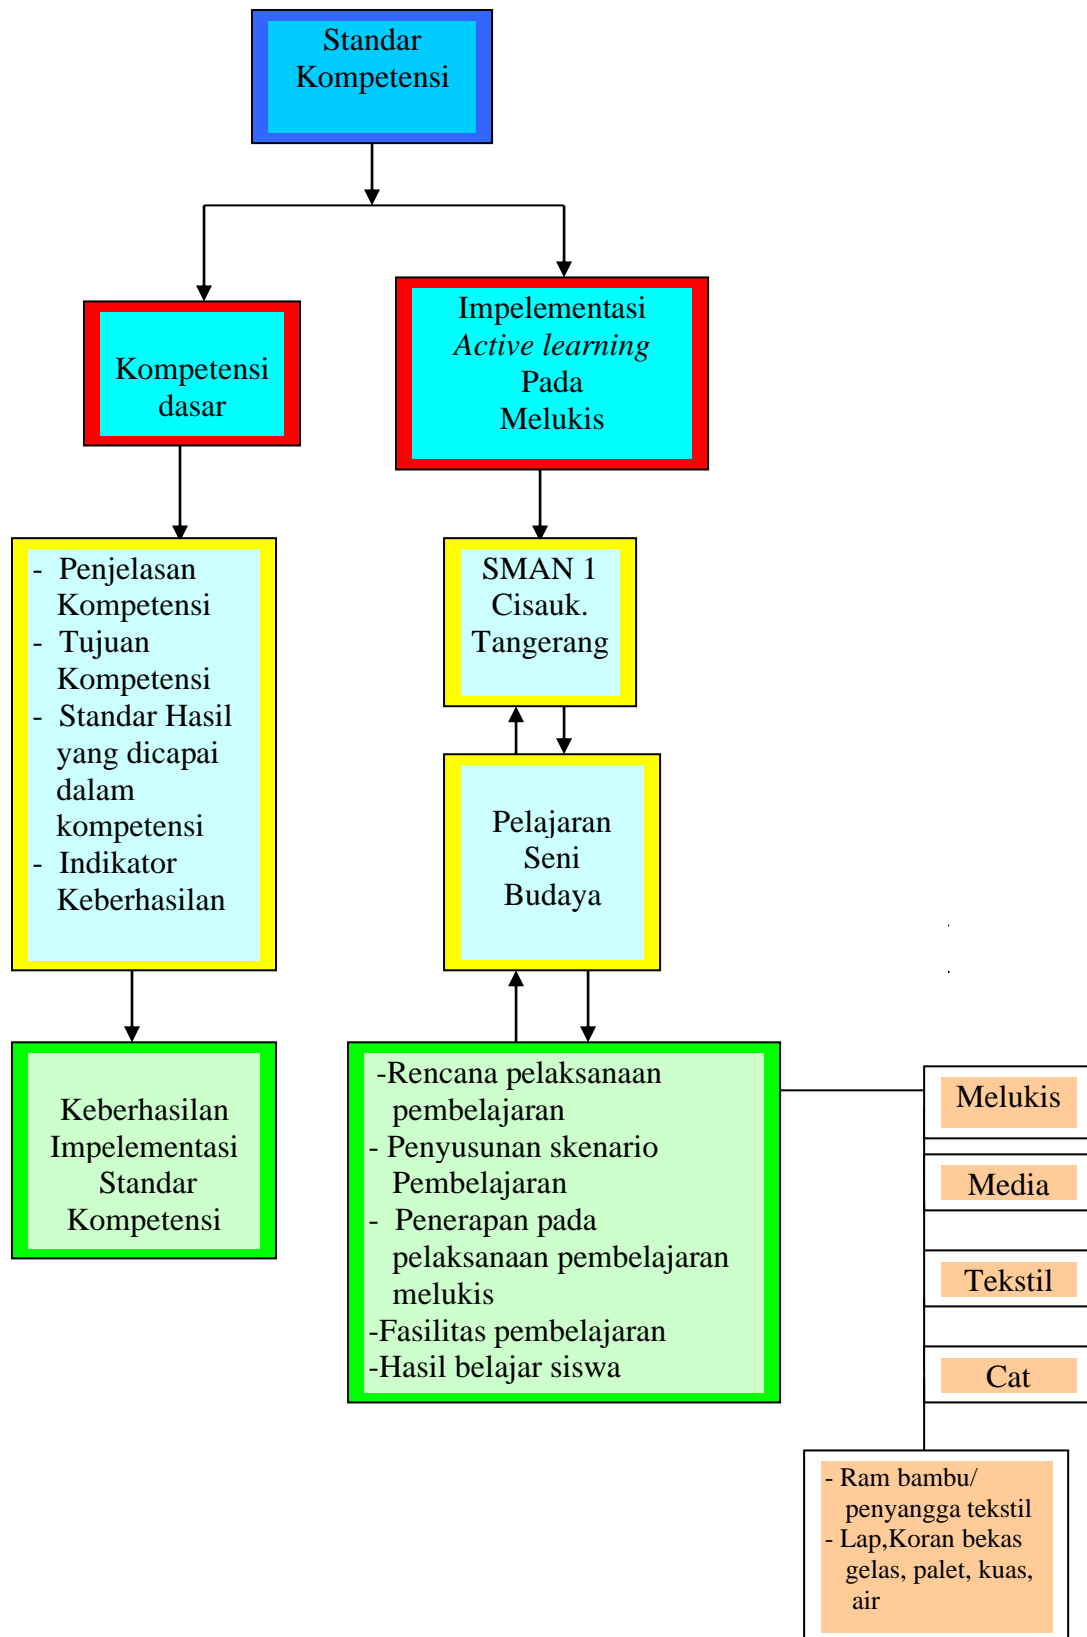 Standar
Kompetensi
Kompetensi
dasar
Impelementasi
Active learning
Pada
Melukis
- Penjelasan
Kompetensi
- Tujuan
Kompetensi
- Standar Hasil
yang dicapai
dalam
kompetensi
- Indikator
Keberhasilan
SMAN 1
Cisauk.
Tangerang
Pelajaran
Seni
Budaya
Keberhasilan
Impelementasi
Standar
Kompetensi
-Rencana pelaksanaan
pembelajaran
- Penyusunan skenario
Pembelajaran
- Penerapan pada
pelaksanaan pembelajaran
melukis
-Fasilitas pembelajaran
-Hasil belajar siswa
Melukis
Media
Tekstil
Cat
- Ram bambu/
penyangga tekstil
- Lap,Koran bekas
gelas, palet, kuas,
air